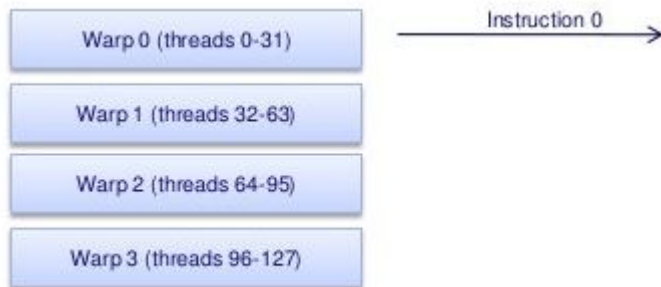 Warp 0 (threads 0-31)
Instruction 0
Warp 1 (threads 32-63)
Warp 2 (threads 64-95)
Warp 3 (threads 96-127)